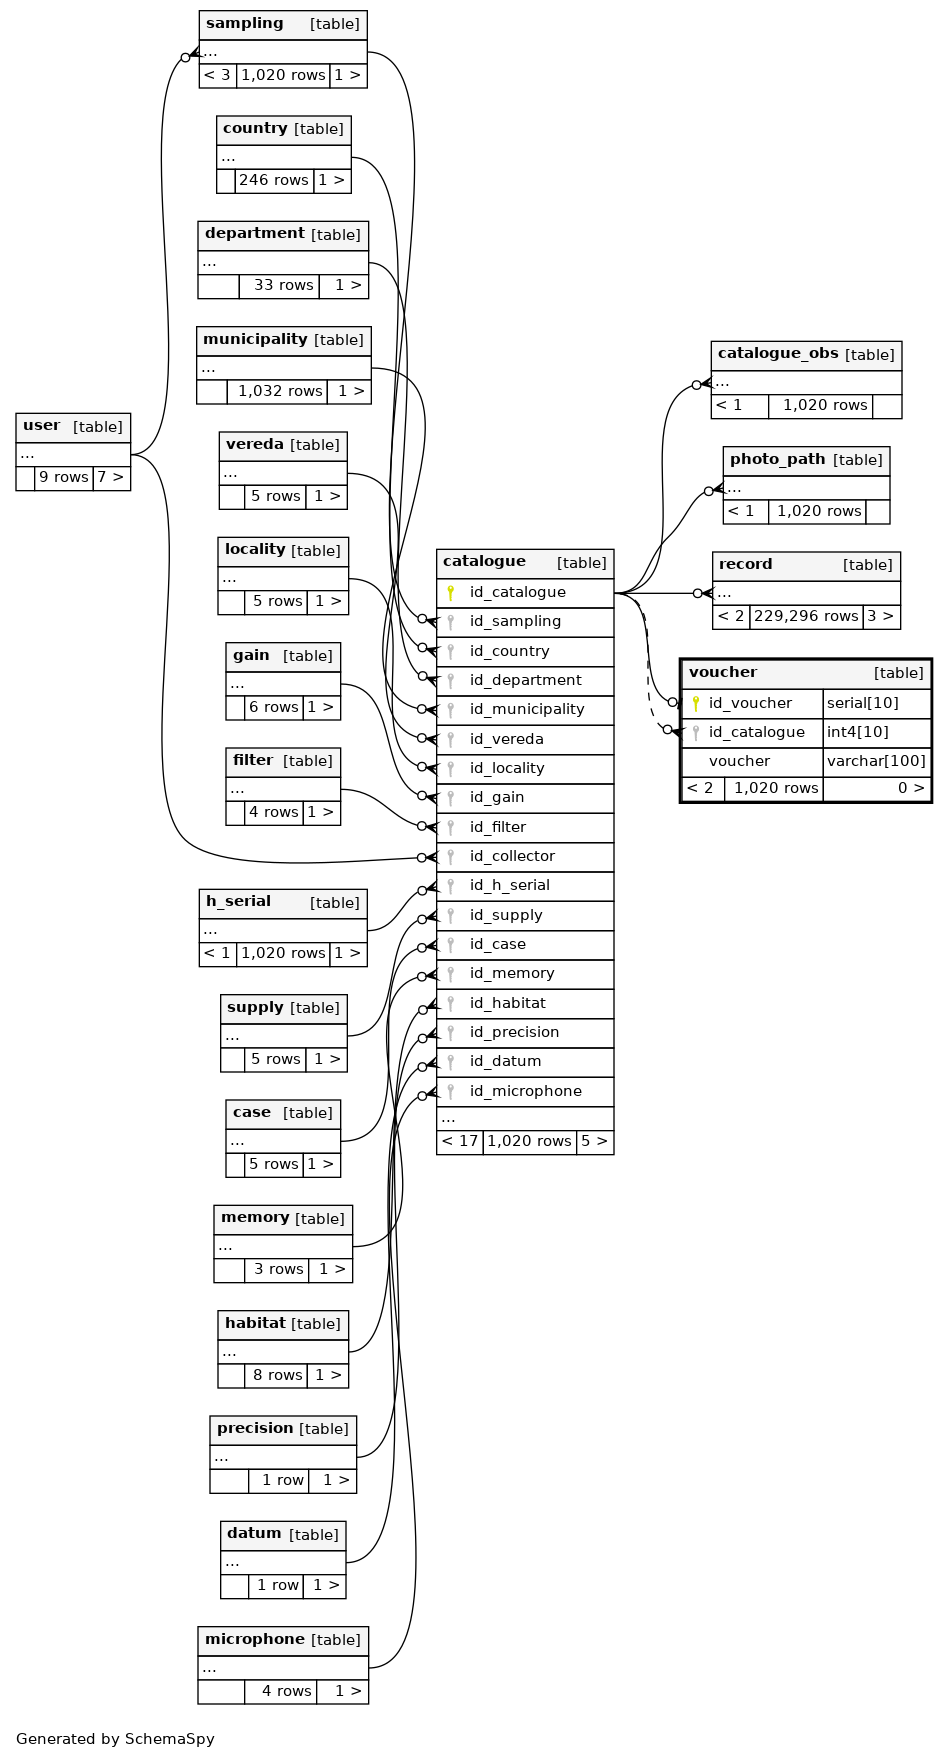 sampling [table]
...
< 3 1,020 rows 1 >
country [table]
...
246 rows 1 >
department [table]
...
33 rows 1 >
municipality [table]
...
1,032 rows 1 >
user [table]
...
9 rows 7 >
vereda [table]
...
5 rows 1 >
locality [table]
...
5 rows 1 >
gain [table]
...
6 rows 1 >
filter [table]
...
4 rows 1 >
h_serial [table]
...
< 1 1,020 rows 1 >
supply [table]
...
5 rows 1 >
case [table]
...
5 rows 1 >
memory [table]
...
3 rows 1 >
habitat [table]
...
8 rows 1 >
precision [table]
...
1 row 1 >
datum [table]
...
1 row 1 >
microphone [table]
...
4 rows 1 >
catalogue [table]
id_catalogue
id_sampling
id_country
id_department
id_municipality
id_vereda
id_locality
id_gain
id_filter
id_collector
id_h_serial
id_supply
id_case
id_memory
id_habitat
id_precision
id_datum
id_microphone
...
< 17 1,020 rows 5 >
catalogue_obs [table]
...
< 1 1,020 rows
photo_path [table]
...
< 1 1,020 rows
record [table]
...
< 2 229,296 rows 3 >
voucher [table]
id_voucher serial[10]
id_catalogue int4[10]
voucher varchar[100]
< 2 1,020 rows 0 >
Generated by SchemaSpy